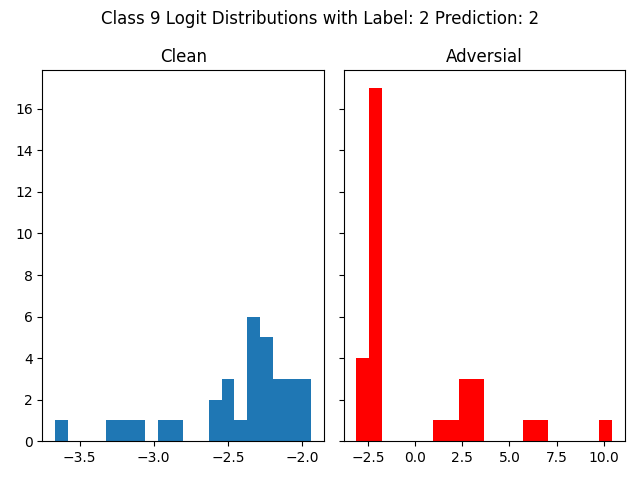 Class 9 Logit Distributions with Label: 2 Prediction: 2
Clean
Adversial
16
14
12
10
8
6
4
2
0
−3.5 −3.0 −2.5 −2.0
−2.5 0.0 2.5 5.0 7.5 10.0